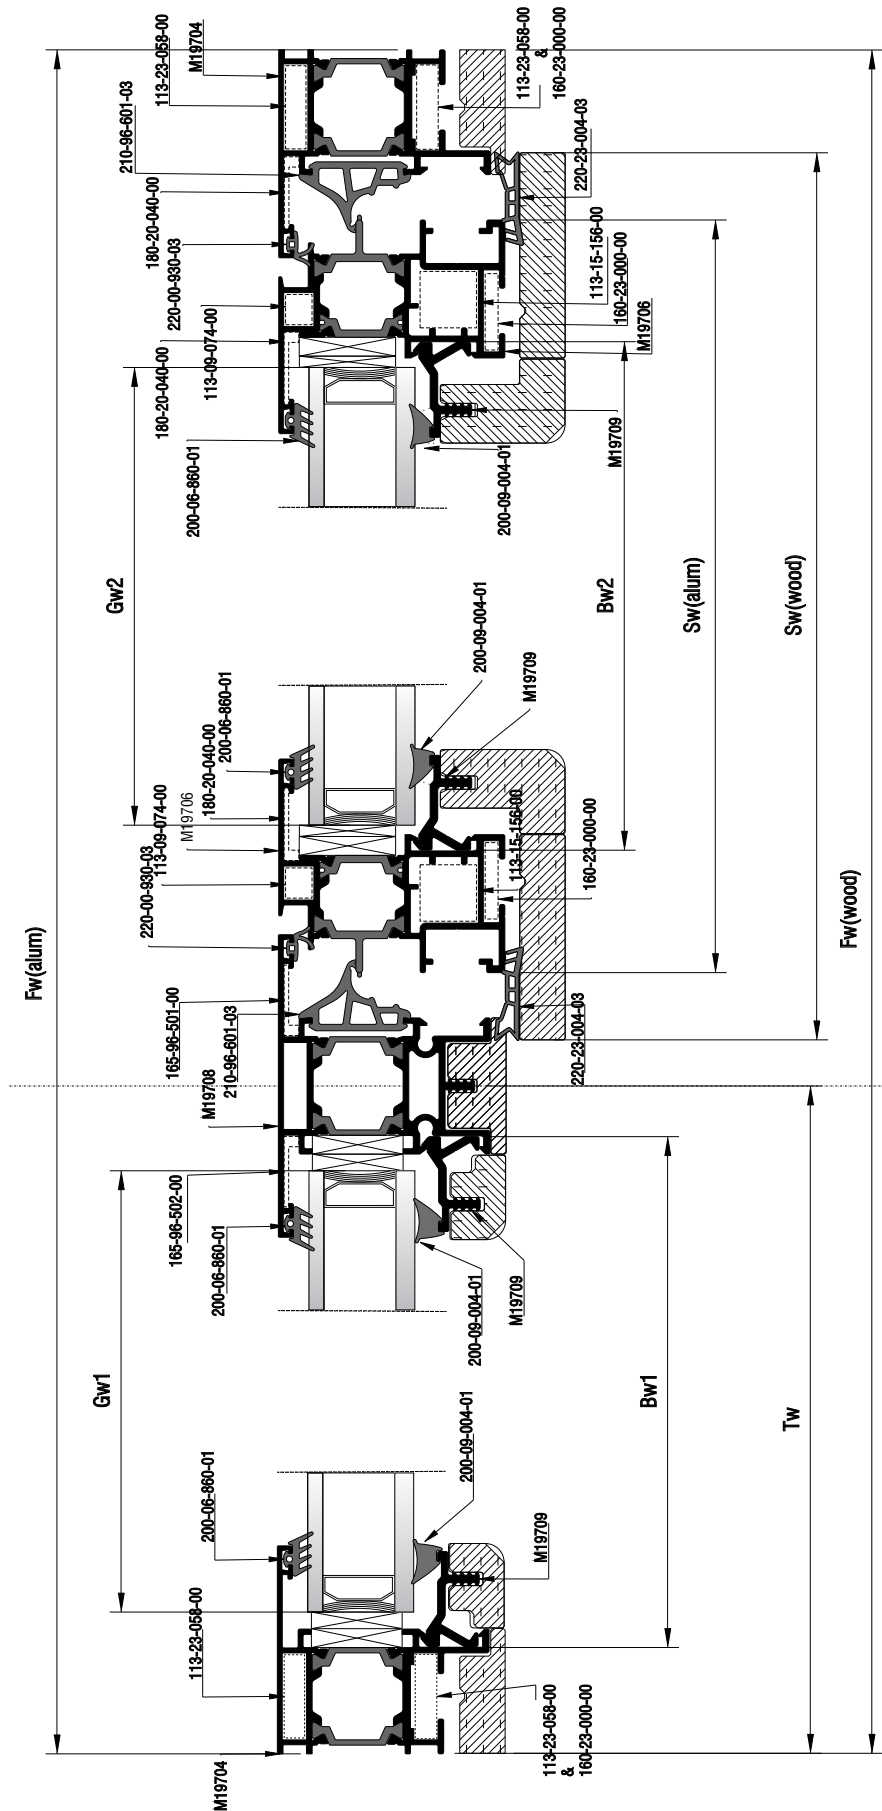 113-23-058-00
M19704
210-96-601-03
180-20-040-00
220-00-930-03
113-09-074-00
180-20-040-00
200-06-860-01
113-23-058-00
&
160-23-000-00
220-23-004-03
113-15-156-00
160-23-000-00
M19706
M19709
200-09-004-01
Gw2
Bw2
Sw(alum)
Sw(wood)
200-09-004-01
M19709
200-06-860-01
180-20-040-00
M19706
113-09-074-00
220-00-930-03
113-15-156-00
160-23-000-00
Fw(alum)
Fw(wood)
165-96-501-00
210-96-601-03
M19708
220-23-004-03
165-96-502-00
200-06-860-01
200-09-004-01
M19709
Gw1
Bw1
Tw
200-06-860-01
200-09-004-01
M19709
113-23-058-00
M19704
113-23-058-00
&
160-23-000-00